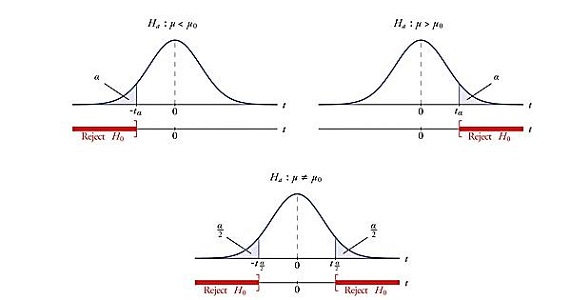 Hₐ : μ < μ₀
α
-tα
0
t
0
t
Reject H₀
Hₐ : μ > μ₀
α
0
tα
t
0
t
Reject H₀
Hₐ : μ ≠ μ₀
α/2
α/2
-tα/2
0
tα/2
t
0
t
Reject H₀
Reject H₀